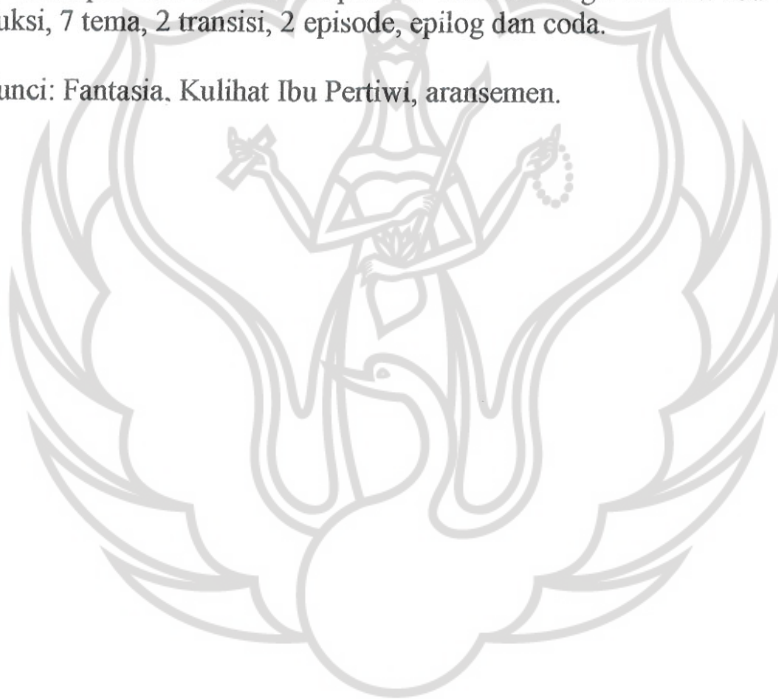 uksi, 7 tema, 2 transisi, 2 episode, epilog dan coda.
unci: Fantasia, Kulihat Ibu Pertiwi, aransemen.